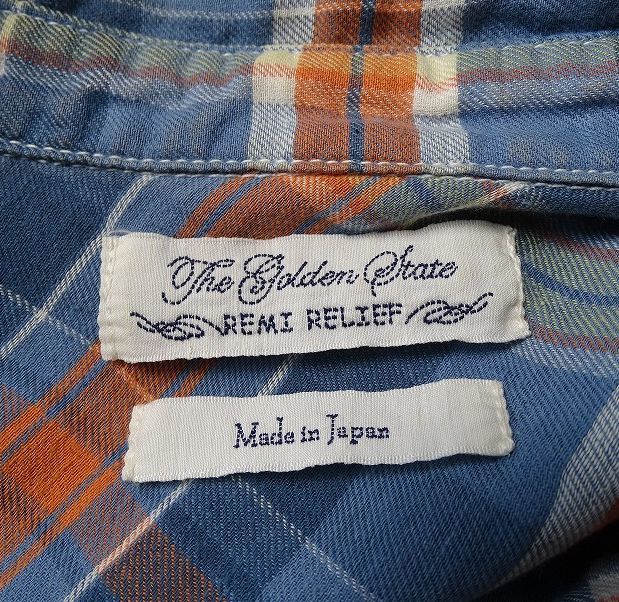 The Golden State
REMI RELIEF
Made in Japan